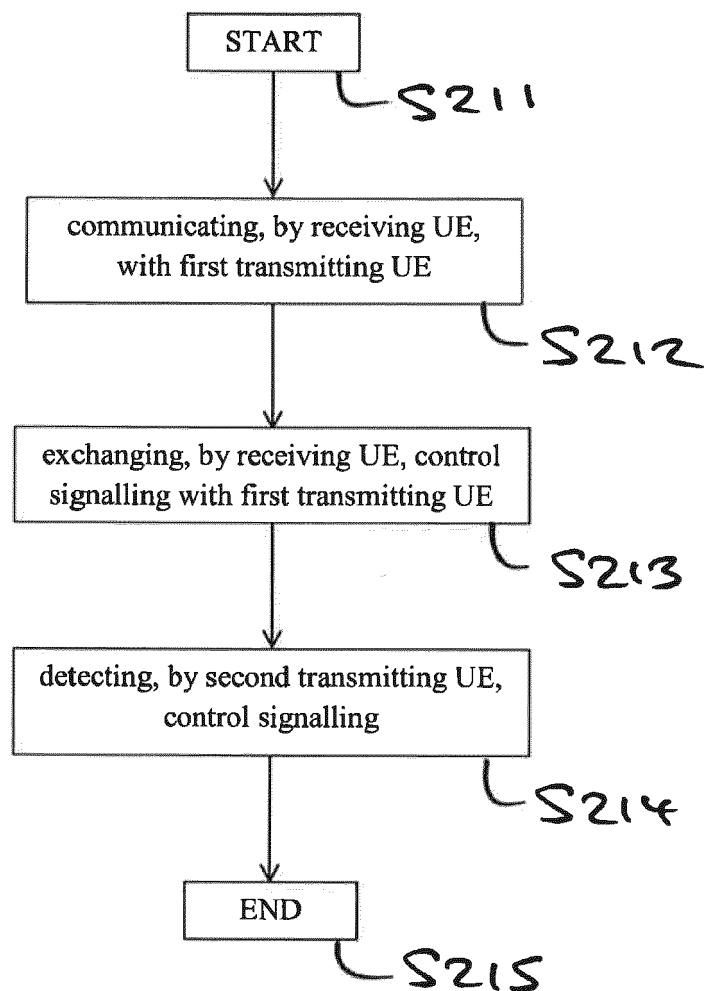 START
S211
communicating, by receiving UE,
with first transmitting UE
S212
exchanging, by receiving UE, control
signalling with first transmitting UE
S213
detecting, by second transmitting UE,
control signalling
S214
END
S215